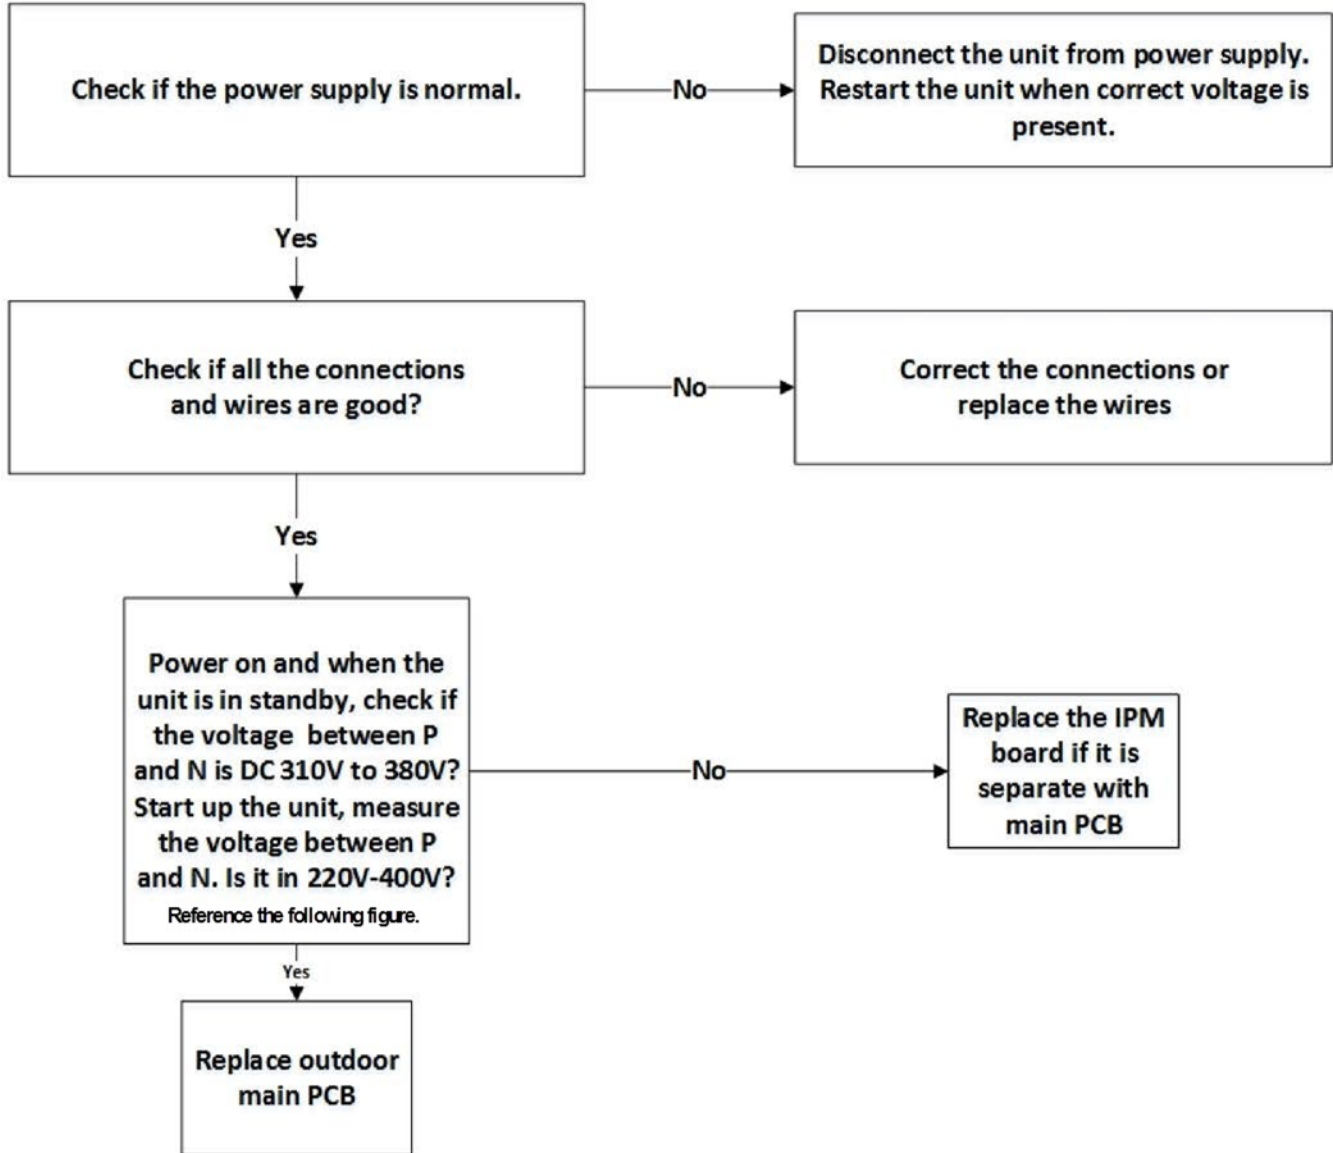 Check if the power supply is normal.
No
Disconnect the unit from power supply.
Restart the unit when correct voltage is
present.
Yes
Check if all the connections
and wires are good?
No
Correct the connections or
replace the wires
Yes
Power on and when the
unit is in standby, check if
the voltage between P
and N is DC 310V to 380V?
Start up the unit, measure
the voltage between P
and N. Is it in 220V-400V?
Reference the following figure.
No
Replace the IPM
board if it is
separate with
main PCB
Yes
Replace outdoor
main PCB